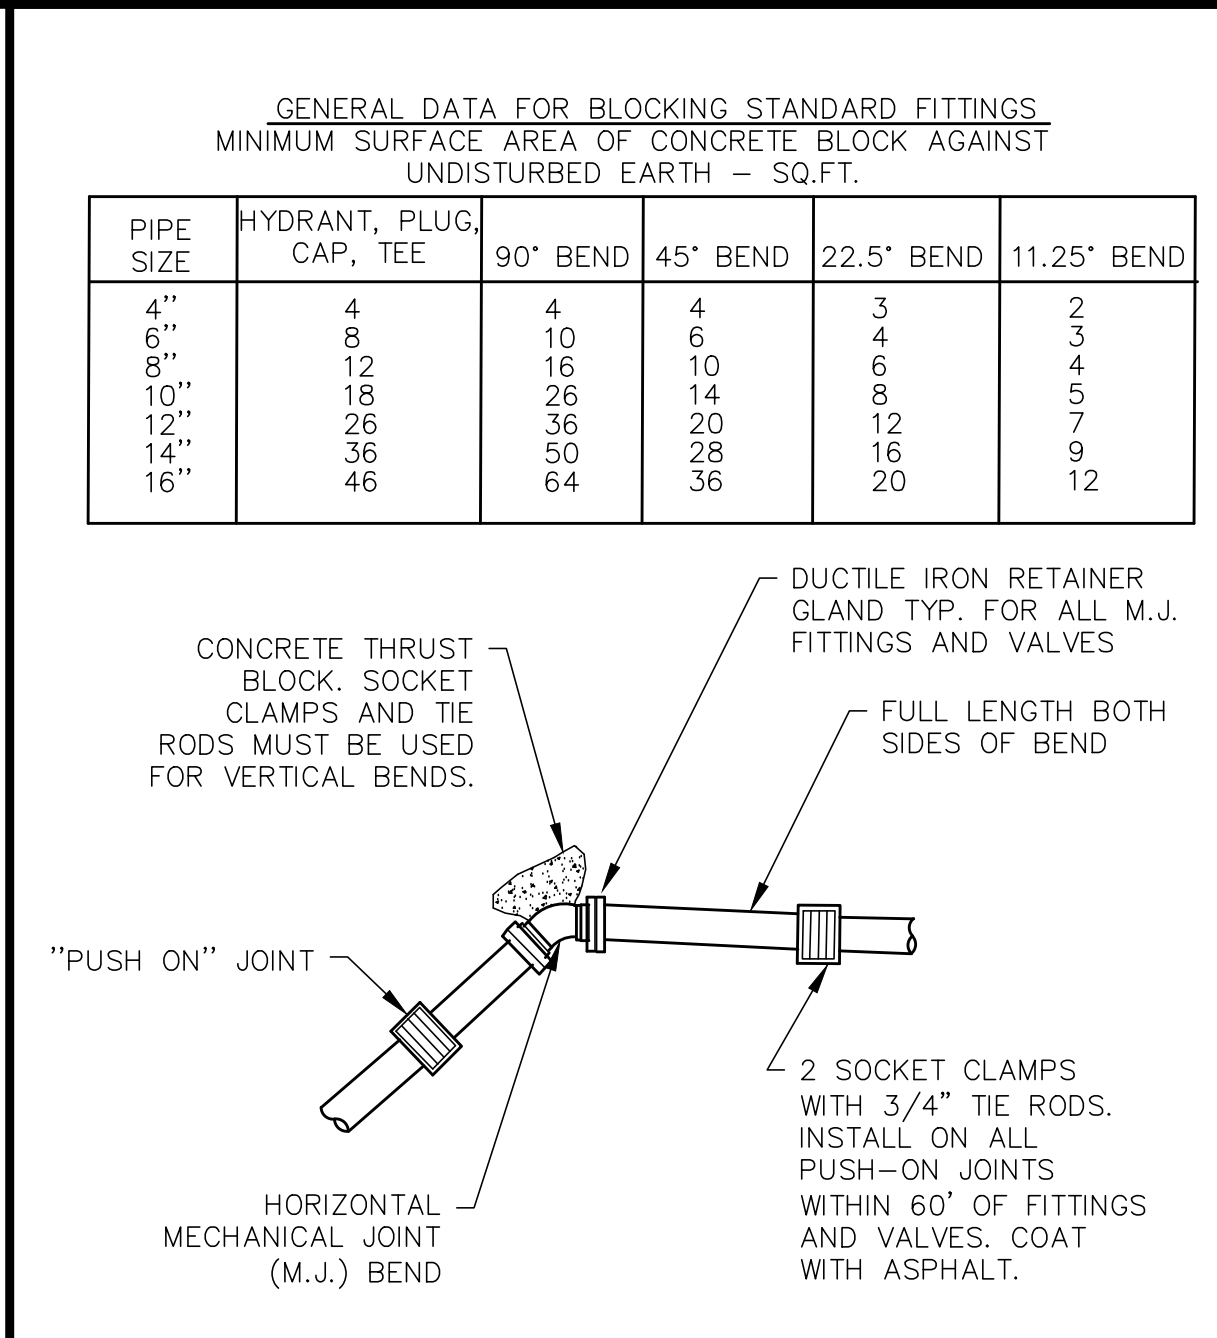 GENERAL DATA FOR BLOCKING STANDARD FITTINGS
MINIMUM SURFACE AREA OF CONCRETE BLOCK AGAINST
UNDISTURBED EARTH – SQ.FT.
PIPE SIZE HYDRANT, PLUG, CAP, TEE 90° BEND 45° BEND 22.5° BEND 11.25° BEND
4'' 4 4 4 3 2
6'' 8 10 6 4 3
8'' 12 16 10 6 4
10'' 18 26 14 8 5
12'' 26 36 20 12 7
14'' 36 50 28 16 9
16'' 46 64 36 20 12
DUCTILE IRON RETAINER
GLAND TYP. FOR ALL M.J.
FITTINGS AND VALVES
CONCRETE THRUST
BLOCK. SOCKET
CLAMPS AND TIE
RODS MUST BE USED
FOR VERTICAL BENDS.
FULL LENGTH BOTH
SIDES OF BEND
''PUSH ON'' JOINT
2 SOCKET CLAMPS
WITH 3/4" TIE RODS.
INSTALL ON ALL
PUSH–ON JOINTS
WITHIN 60' OF FITTINGS
AND VALVES. COAT
WITH ASPHALT.
HORIZONTAL
MECHANICAL JOINT
(M.J.) BEND